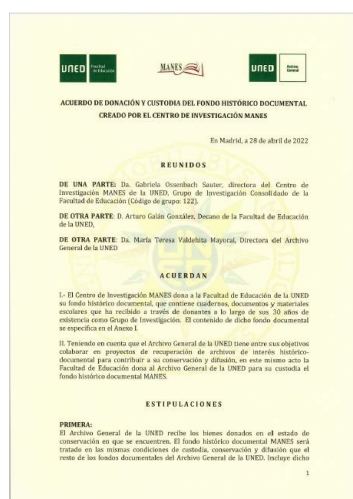 UNED Facultad de Educación
MANES
UNED Archivo General
ACUERDO DE DONACIÓN Y CUSTODIA DEL FONDO HISTÓRICO DOCUMENTAL
CREADO POR EL CENTRO DE INVESTIGACIÓN MANES
En Madrid, a 28 de abril de 2022
REUNIDOS
DE UNA PARTE: Da. Gabriela Ossenbach Sauter, directora del Centro de
Investigación MANES de la UNED, Grupo de Investigación Consolidado de la
Facultad de Educación (Código de grupo: 122),
DE OTRA PARTE: D. Arturo Galán González, Decano de la Facultad de Educación
de la UNED,
DE OTRA PARTE: Da. María Teresa Valdehita Mayoral, Directora del Archivo
General de la UNED
ACUERDAN
I.- El Centro de Investigación MANES dona a la Facultad de Educación de la UNED
su fondo histórico documental, que contiene cuadernos, documentos y materiales
escolares que ha recibido a través de donantes a lo largo de sus 30 años de
existencia como Grupo de Investigación. El contenido de dicho fondo documental
se especifica en el Anexo I.
II. Teniendo en cuenta que el Archivo General de la UNED tiene entre sus objetivos
colaborar en proyectos de recuperación de archivos de interés histórico-
documental para contribuir a su conservación y difusión, en este mismo acto la
Facultad de Educación dona al Archivo General de la UNED para su custodia el
fondo histórico documental MANES.
ESTIPULACIONES
PRIMERA:
El Archivo General de la UNED recibe los bienes donados en el estado de
conservación en que se encuentren. El fondo histórico documental MANES será
tratado en las mismas condiciones de custodia, conservación y difusión que el
resto de los fondos documentales del Archivo General de la UNED. Incluye dicho
1